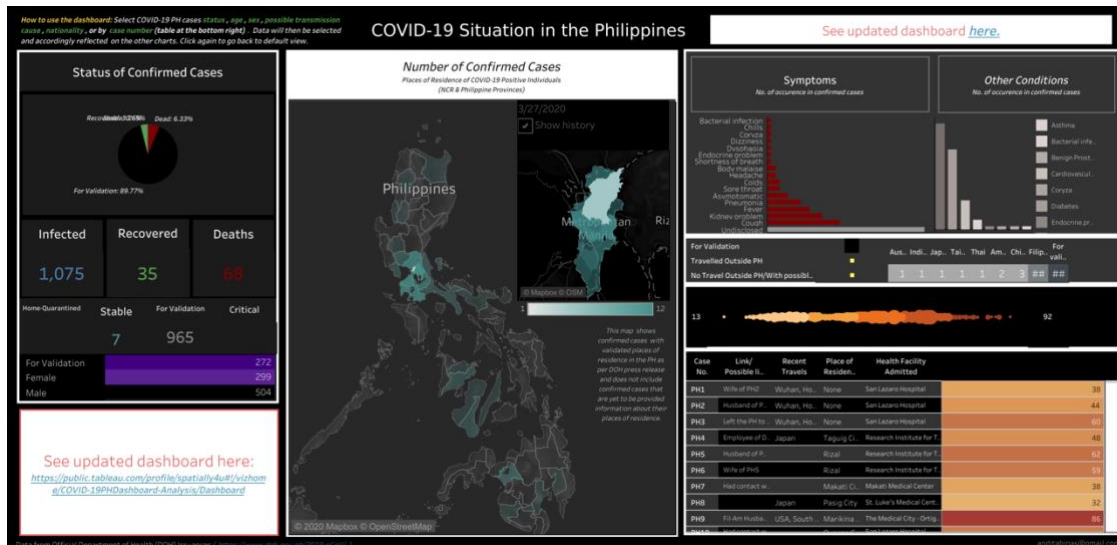 How to use the dashboard: Select COVID-19 PH cases status , age , sex , possible transmission
cause , nationality , or by case number (table at the bottom right) . Data will then be selected
and accordingly reflected on the other charts. Click again to go back to default view.
COVID-19 Situation in the Philippines
See updated dashboard here.
Status of Confirmed Cases
Dead: 6.33%
For Validation: 89.77%
Infected
Recovered
Deaths
1,075
35
68
Home-Quarantined
Stable
For Validation
Critical
7
965
For Validation
272
Female
299
Male
504
See updated dashboard here:
https://public.tableau.com/profile/spatially4u#!/vizhom
e/COVID-19PHDashboard-Analysis/Dashboard
Number of Confirmed Cases
Places of Residence of COVID-19 Positive Individuals
(NCR & Philippine Provinces)
3/27/2020
Show history
Philippines
Metropolitan
Manila
Riz
© Mapbox © OSM
1
12
This map shows
confirmed cases with
validated places of
residence in the PH as
per DOH press release
and does not include
confirmed cases that
are yet to be provided
information about their
places of residence.
© 2020 Mapbox © OpenStreetMap
Symptoms
No. of occurence in confirmed cases
Bacterial infection
Chills
Coryza
Dizziness
Dysphasia
Endocrine problem
Shortness of breath
Body malaise
Headache
Colds
Sore throat
Asymptomatic
Pneumonia
Fever
Kidney problem
Cough
Undisclosed
Other Conditions
No. of occurence in confirmed cases
Asthma
Bacterial infe..
Benign Prost..
Cardiovascul..
Coryza
Diabetes
Endocrine pr..
For Validation
Travelled Outside PH
No Travel Outside PH/With possibl..
Aus.. Indi.. Jap.. Tai.. Thai Am.. Chi.. Filip.. For vali..
1 1 1 1 1 2 3 ## ##
13
92
Case No. Link/ Possible li.. Recent Travels Place of Residen.. Health Facility Admitted
PH1 Wife of PH2 Wuhan, Ho.. None San Lazaro Hospital 38
PH2 Husband of P.. Wuhan, Ho.. None San Lazaro Hospital 44
PH3 Left the PH to .. Wuhan, Ho.. None San Lazaro Hospital 60
PH4 Employee of D.. Japan Taguig Ci.. Research Institute for T.. 48
PH5 Husband of P.. Rizal Research Institute for T.. 62
PH6 Wife of PH5 Rizal Research Institute for T.. 59
PH7 Had contact w.. Makati Ci.. Makati Medical Center 38
PH8 Japan Pasig City St. Luke's Medical Cent.. 32
PH9 Fil-Am Husba.. USA, South .. Marikina .. The Medical City - Ortig.. 86